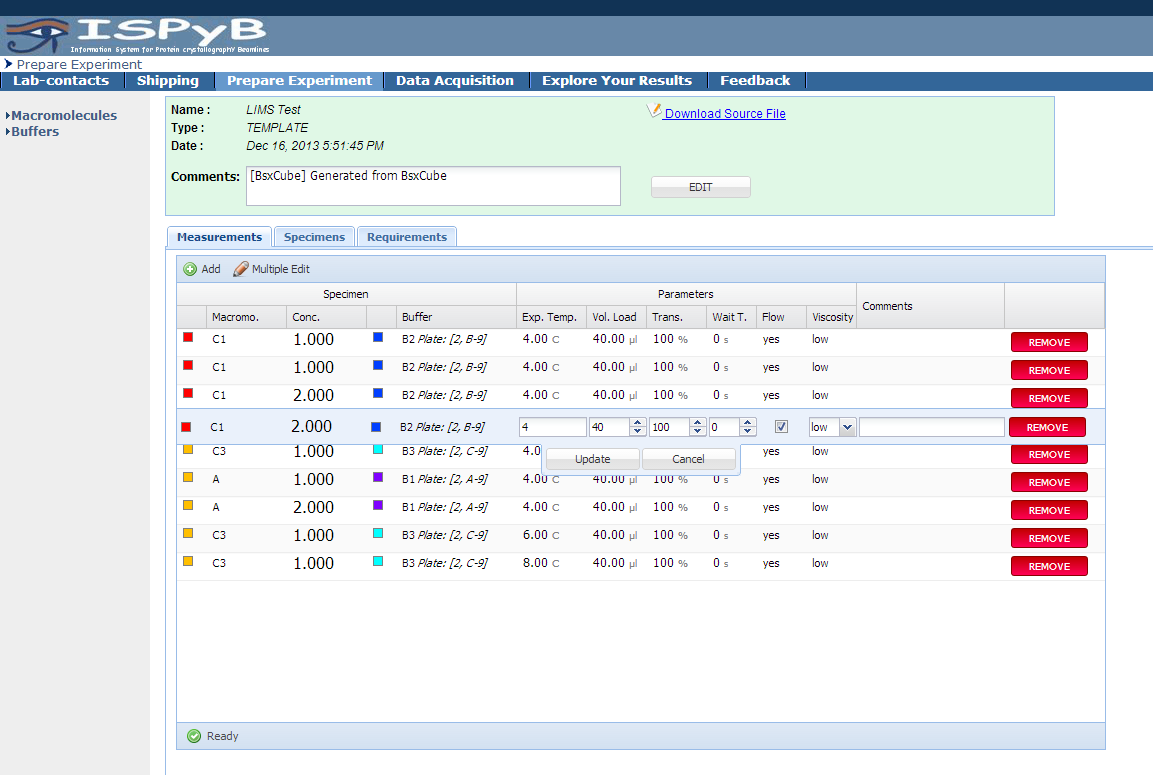 ISPyB
Information System for Protein crystallographY Beamlines
Prepare Experiment
Lab-contacts Shipping Prepare Experiment Data Acquisition Explore Your Results Feedback
Macromolecules
Buffers
Name : LIMS Test
Download Source File
Type : TEMPLATE
Date : Dec 16, 2013 5:51:45 PM
Comments: [BsxCube] Generated from BsxCube
EDIT
Measurements Specimens Requirements
Add Multiple Edit
Specimen Parameters Comments
Macromo. Conc. Buffer Exp. Temp. Vol. Load Trans. Wait T. Flow Viscosity
C1 1.000 B2 Plate: [2, B-9] 4.00 C 40.00 µl 100 % 0 s yes low REMOVE
C1 1.000 B2 Plate: [2, B-9] 4.00 C 40.00 µl 100 % 0 s yes low REMOVE
C1 2.000 B2 Plate: [2, B-9] 4.00 C 40.00 µl 100 % 0 s yes low REMOVE
C1 2.000 B2 Plate: [2, B-9] 4 40 100 0 low REMOVE
C3 1.000 B3 Plate: [2, C-9] 4.0 yes low REMOVE
Update Cancel
A 1.000 B1 Plate: [2, A-9] 4.00 C 40.00 µl 100 % 0 s yes low REMOVE
A 2.000 B1 Plate: [2, A-9] 4.00 C 40.00 µl 100 % 0 s yes low REMOVE
C3 1.000 B3 Plate: [2, C-9] 6.00 C 40.00 µl 100 % 0 s yes low REMOVE
C3 1.000 B3 Plate: [2, C-9] 8.00 C 40.00 µl 100 % 0 s yes low REMOVE
Ready